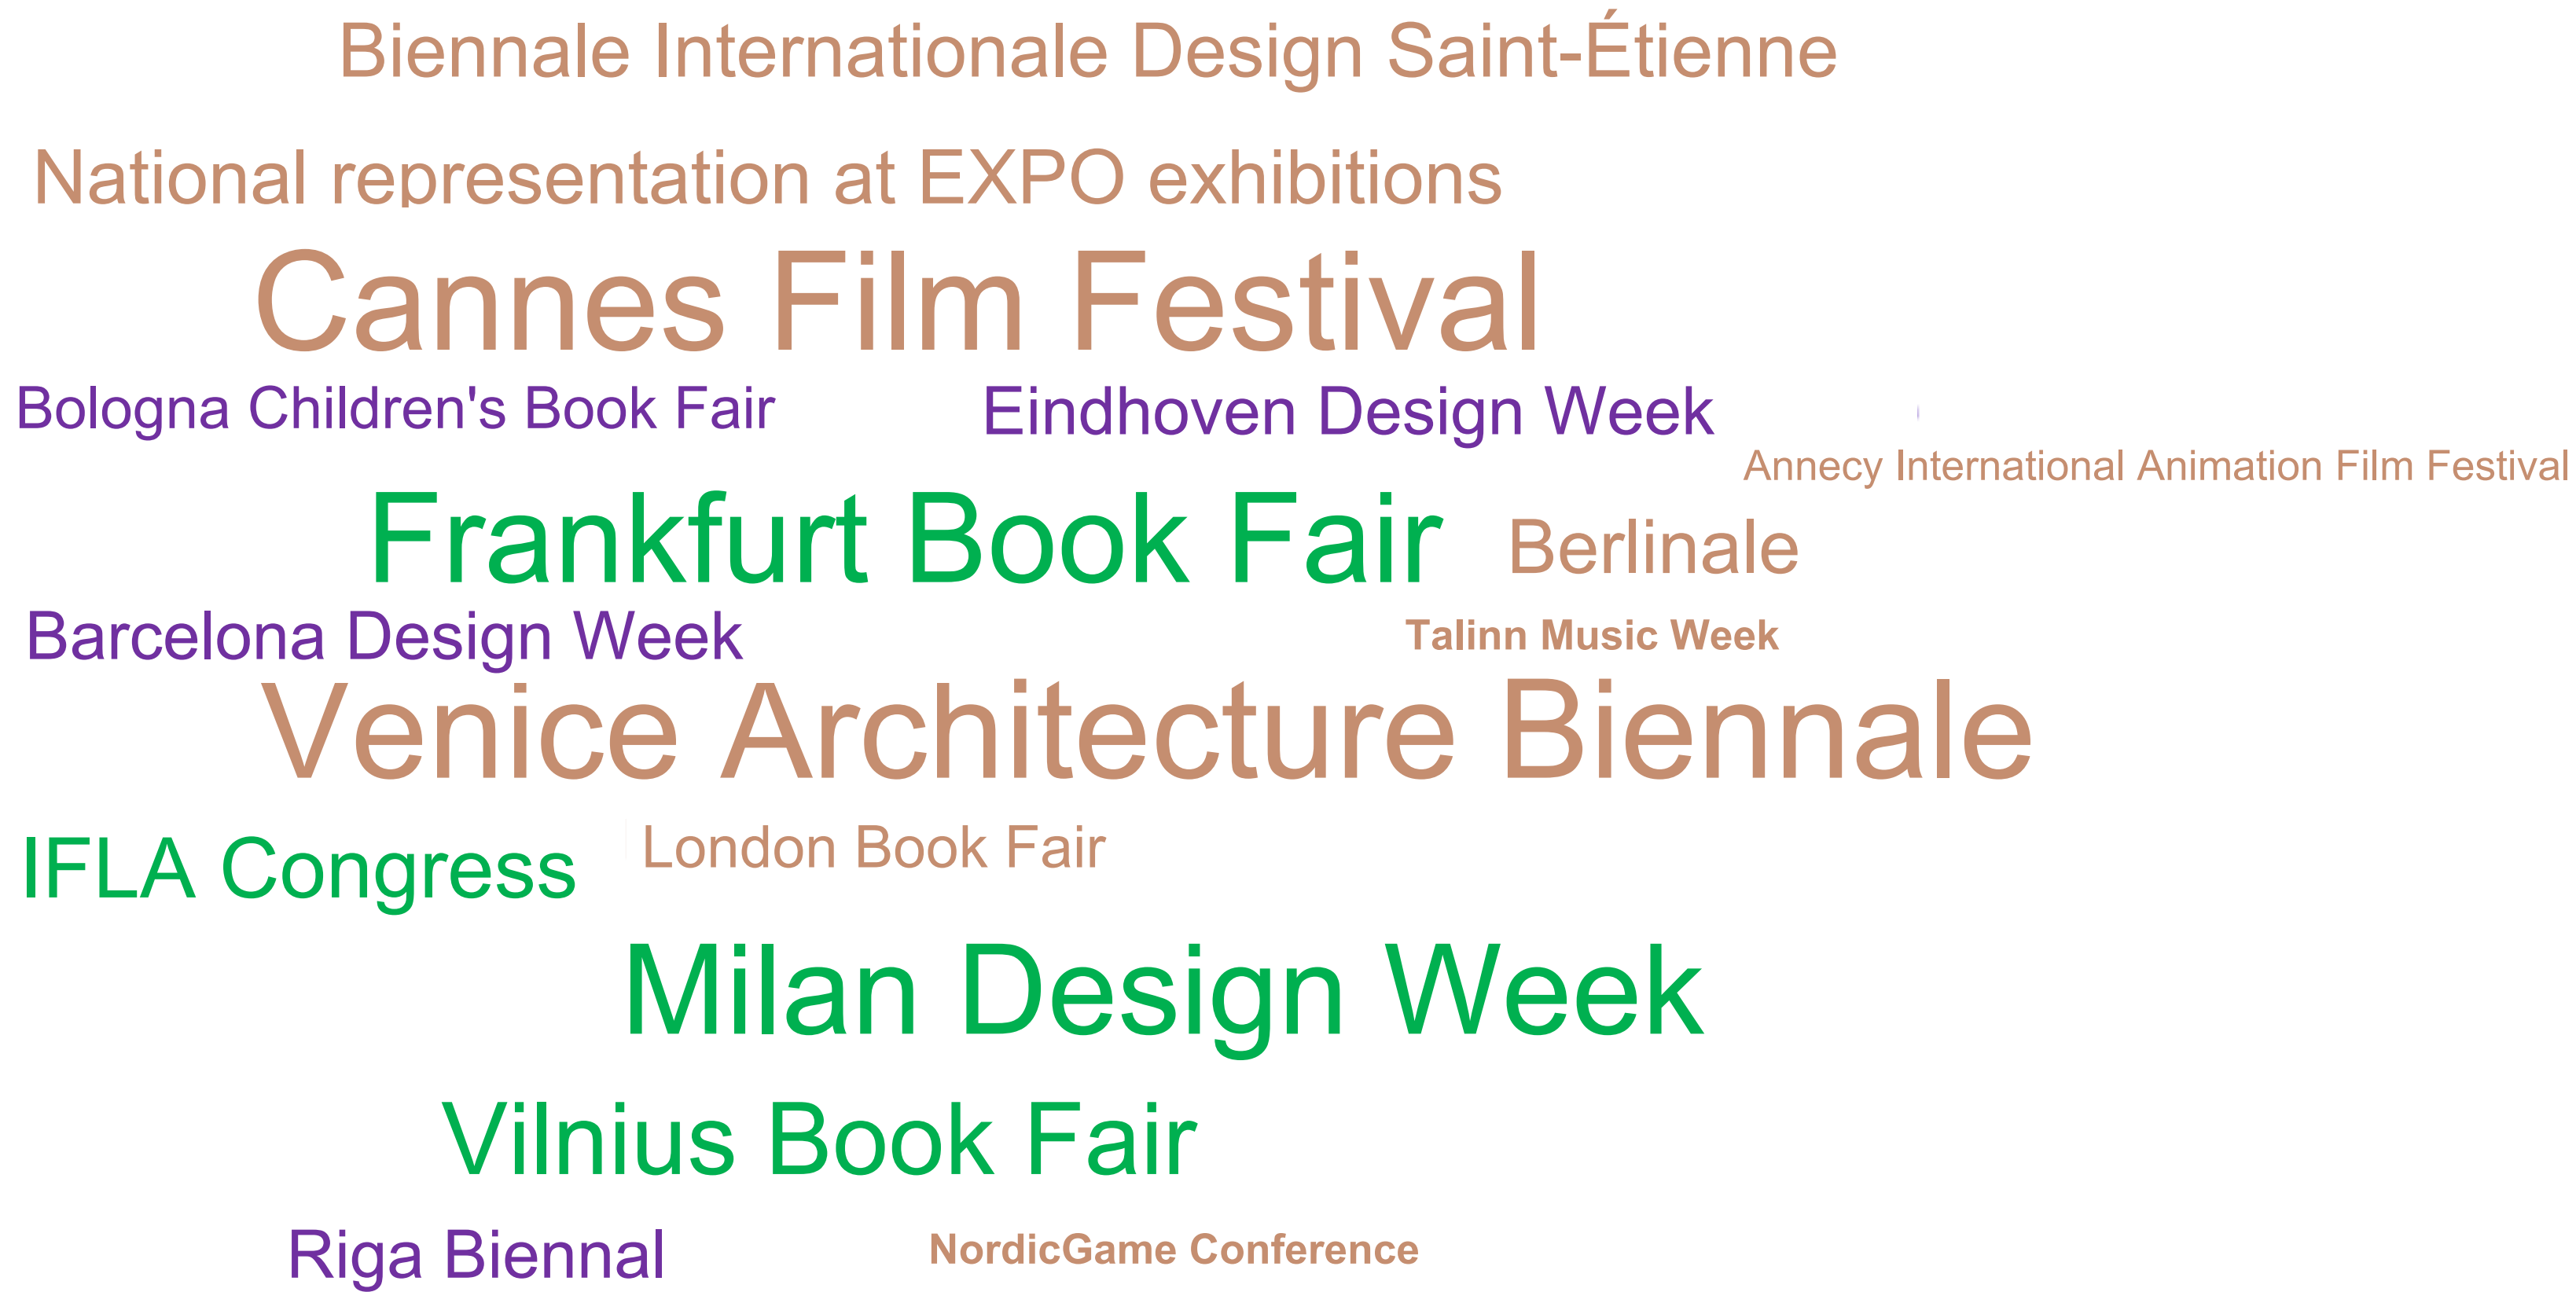 Biennale Internationale Design Saint-Étienne
National representation at EXPO exhibitions
Cannes Film Festival
Bologna Children's Book Fair
Eindhoven Design Week
Annecy International Animation Film Festival
Frankfurt Book Fair
Berlinale
Barcelona Design Week
Talinn Music Week
Venice Architecture Biennale
IFLA Congress
London Book Fair
Milan Design Week
Vilnius Book Fair
Riga Biennal
NordicGame Conference